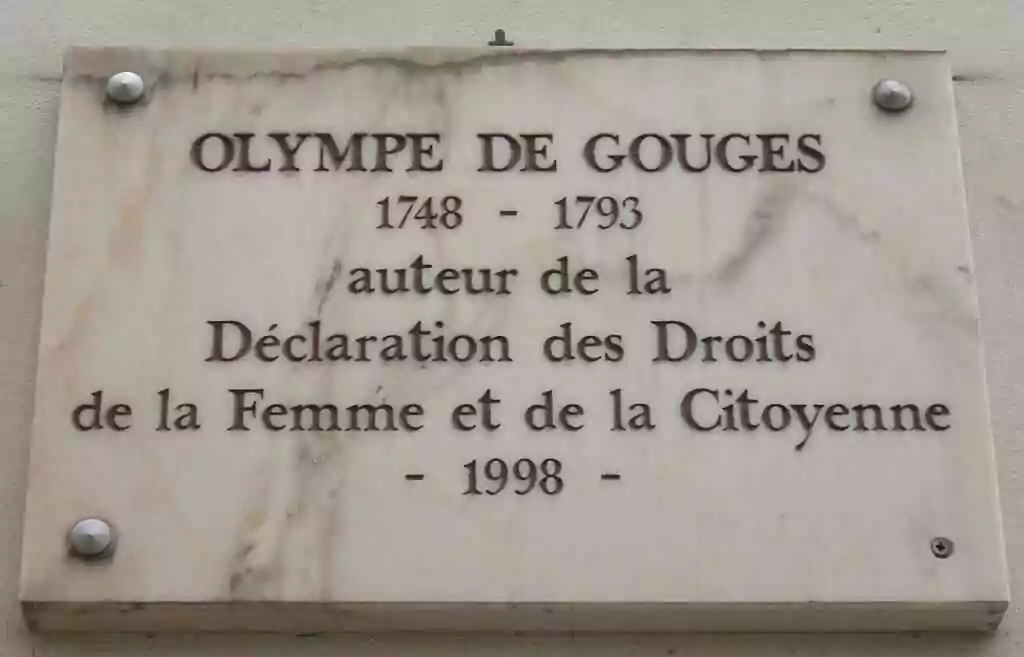 OLYMPE DE GOUGES
1748 - 1793
auteur de la
Déclaration des Droits
de la Femme et de la Citoyenne
- 1998 -